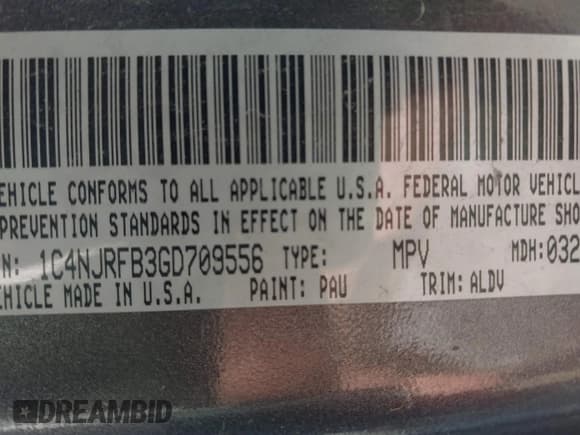 VEHICLE CONFORMS TO ALL APPLICABLE U.S.A. FEDERAL MOTOR VEHICL
PREVENTION STANDARDS IN EFFECT ON THE DATE OF MANUFACTURE SHO
N: 1C4NJRFB3GD709556 TYPE: MPV MDH:032
EHICLE MADE IN U.S.A. PAINT: PAU TRIM: ALDV
DREAMBID